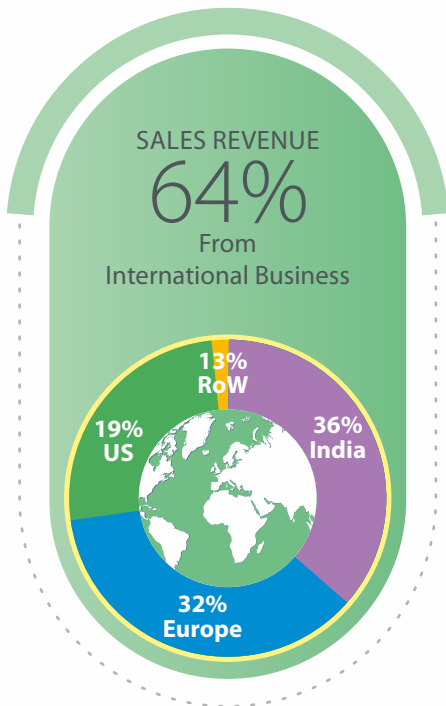 SALES REVENUE
64%
From
International Business
13%
RoW
36%
India
19%
US
32%
Europe